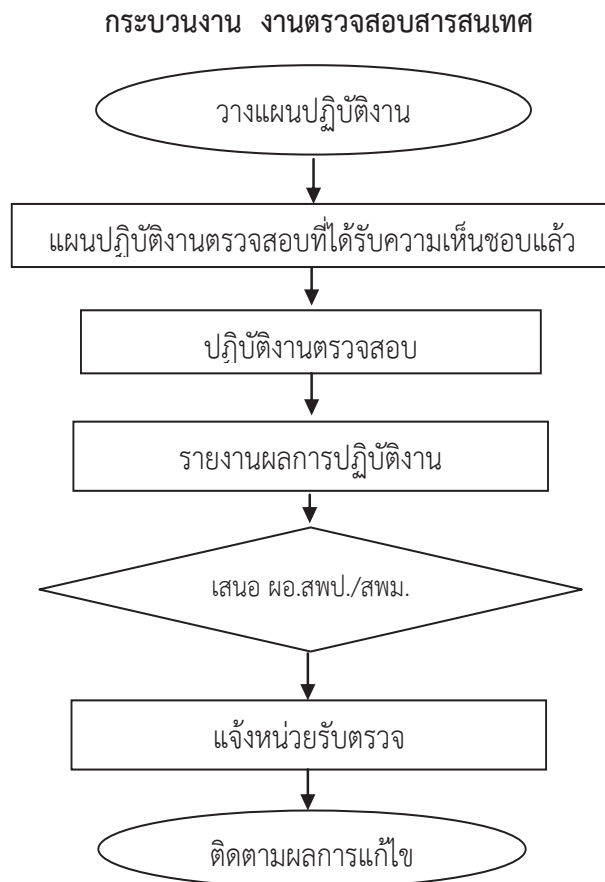 กระบวนงาน งานตรวจสอบสารสนเทศ
วางแผนปฏิบัติงาน
แผนปฏิบัติงานตรวจสอบที่ได้รับความเห็นชอบแล้ว
ปฏิบัติงานตรวจสอบ
รายงานผลการปฏิบัติงาน
เสนอ ผอ.สพป./สพม.
แจ้งหน่วยรับตรวจ
ติดตามผลการแก้ไข